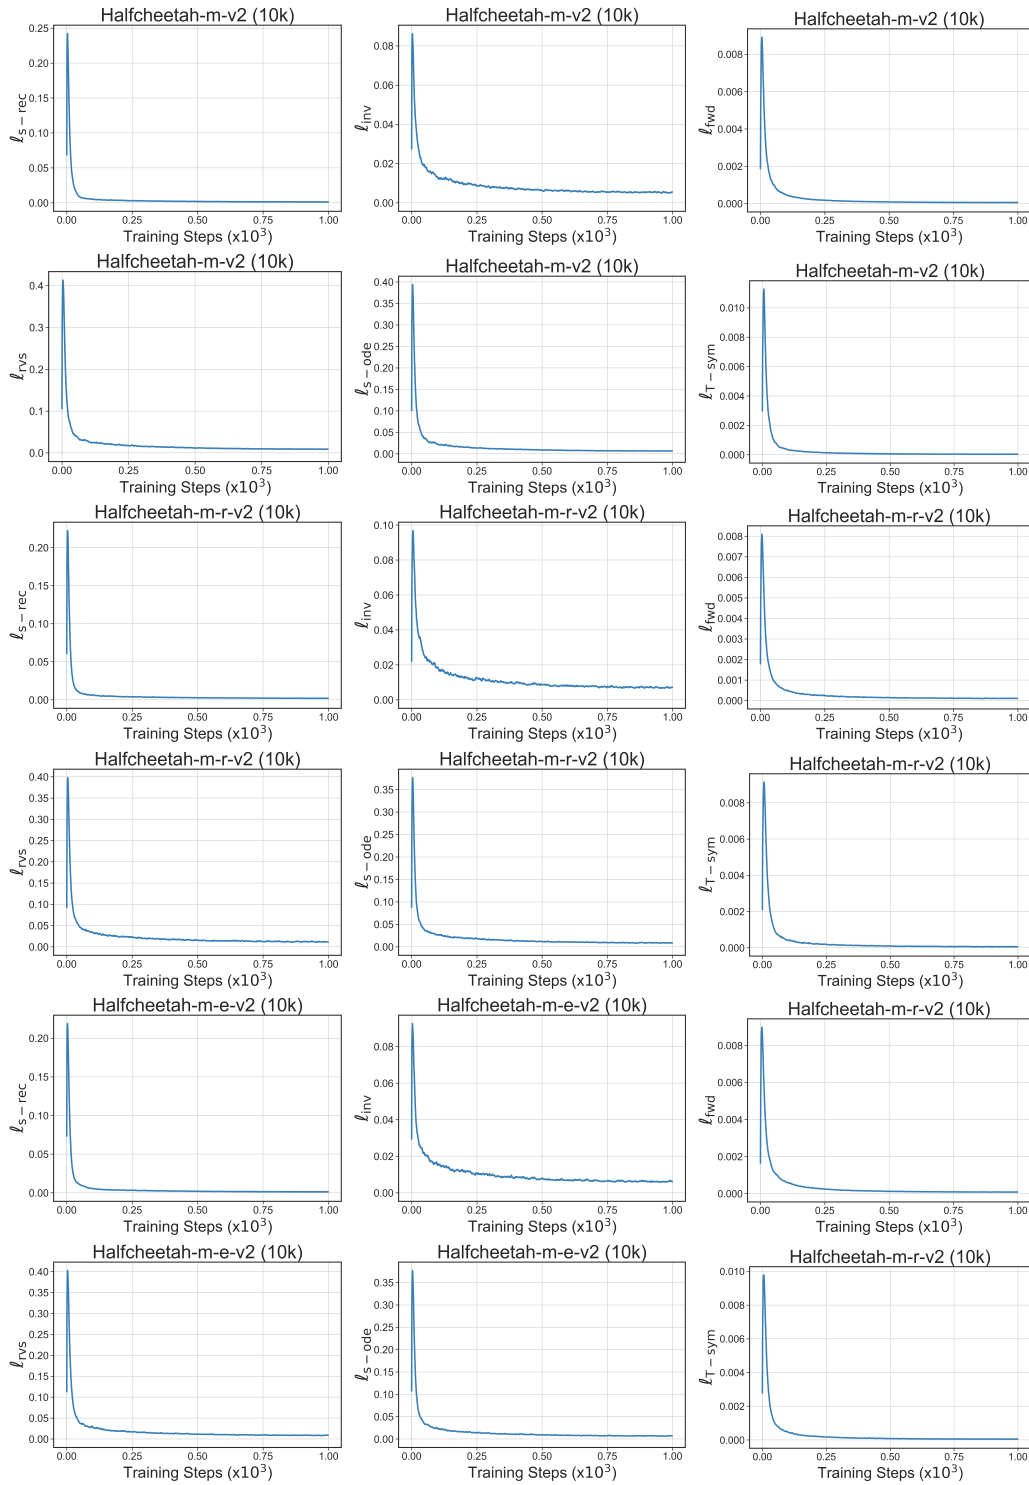 Halfcheetah-m-v2 (10k)
ℓs−rec
0.25
0.20
0.15
0.10
0.05
0.00
0.00 0.25 0.50 0.75 1.00
Training Steps (x10³)
Halfcheetah-m-v2 (10k)
ℓinv
0.08
0.06
0.04
0.02
0.00
0.00 0.25 0.50 0.75 1.00
Training Steps (x10³)
Halfcheetah-m-v2 (10k)
ℓfwd
0.008
0.006
0.004
0.002
0.000
0.00 0.25 0.50 0.75 1.00
Training Steps (x10³)
Halfcheetah-m-v2 (10k)
ℓrvs
0.4
0.3
0.2
0.1
0.0
0.00 0.25 0.50 0.75 1.00
Training Steps (x10³)
Halfcheetah-m-v2 (10k)
ℓs−ode
0.40
0.35
0.30
0.25
0.20
0.15
0.10
0.05
0.00
0.00 0.25 0.50 0.75 1.00
Training Steps (x10³)
Halfcheetah-m-v2 (10k)
ℓT−sym
0.010
0.008
0.006
0.004
0.002
0.000
0.00 0.25 0.50 0.75 1.00
Training Steps (x10³)
Halfcheetah-m-r-v2 (10k)
ℓs−rec
0.20
0.15
0.10
0.05
0.00
0.00 0.25 0.50 0.75 1.00
Training Steps (x10³)
Halfcheetah-m-r-v2 (10k)
ℓinv
0.10
0.08
0.06
0.04
0.02
0.00
0.00 0.25 0.50 0.75 1.00
Training Steps (x10³)
Halfcheetah-m-r-v2 (10k)
ℓfwd
0.008
0.007
0.006
0.005
0.004
0.003
0.002
0.001
0.000
0.00 0.25 0.50 0.75 1.00
Training Steps (x10³)
Halfcheetah-m-r-v2 (10k)
ℓrvs
0.40
0.35
0.30
0.25
0.20
0.15
0.10
0.05
0.00
0.00 0.25 0.50 0.75 1.00
Training Steps (x10³)
Halfcheetah-m-r-v2 (10k)
ℓs−ode
0.35
0.30
0.25
0.20
0.15
0.10
0.05
0.00
0.00 0.25 0.50 0.75 1.00
Training Steps (x10³)
Halfcheetah-m-r-v2 (10k)
ℓT−sym
0.008
0.006
0.004
0.002
0.000
0.00 0.25 0.50 0.75 1.00
Training Steps (x10³)
Halfcheetah-m-e-v2 (10k)
ℓs−rec
0.20
0.15
0.10
0.05
0.00
0.00 0.25 0.50 0.75 1.00
Training Steps (x10³)
Halfcheetah-m-e-v2 (10k)
ℓinv
0.08
0.06
0.04
0.02
0.00
0.00 0.25 0.50 0.75 1.00
Training Steps (x10³)
Halfcheetah-m-r-v2 (10k)
ℓfwd
0.008
0.006
0.004
0.002
0.000
0.00 0.25 0.50 0.75 1.00
Training Steps (x10³)
Halfcheetah-m-e-v2 (10k)
ℓrvs
0.40
0.35
0.30
0.25
0.20
0.15
0.10
0.05
0.00
0.00 0.25 0.50 0.75 1.00
Training Steps (x10³)
Halfcheetah-m-e-v2 (10k)
ℓs−ode
0.35
0.30
0.25
0.20
0.15
0.10
0.05
0.00
0.00 0.25 0.50 0.75 1.00
Training Steps (x10³)
Halfcheetah-m-r-v2 (10k)
ℓT−sym
0.010
0.008
0.006
0.004
0.002
0.000
0.00 0.25 0.50 0.75 1.00
Training Steps (x10³)